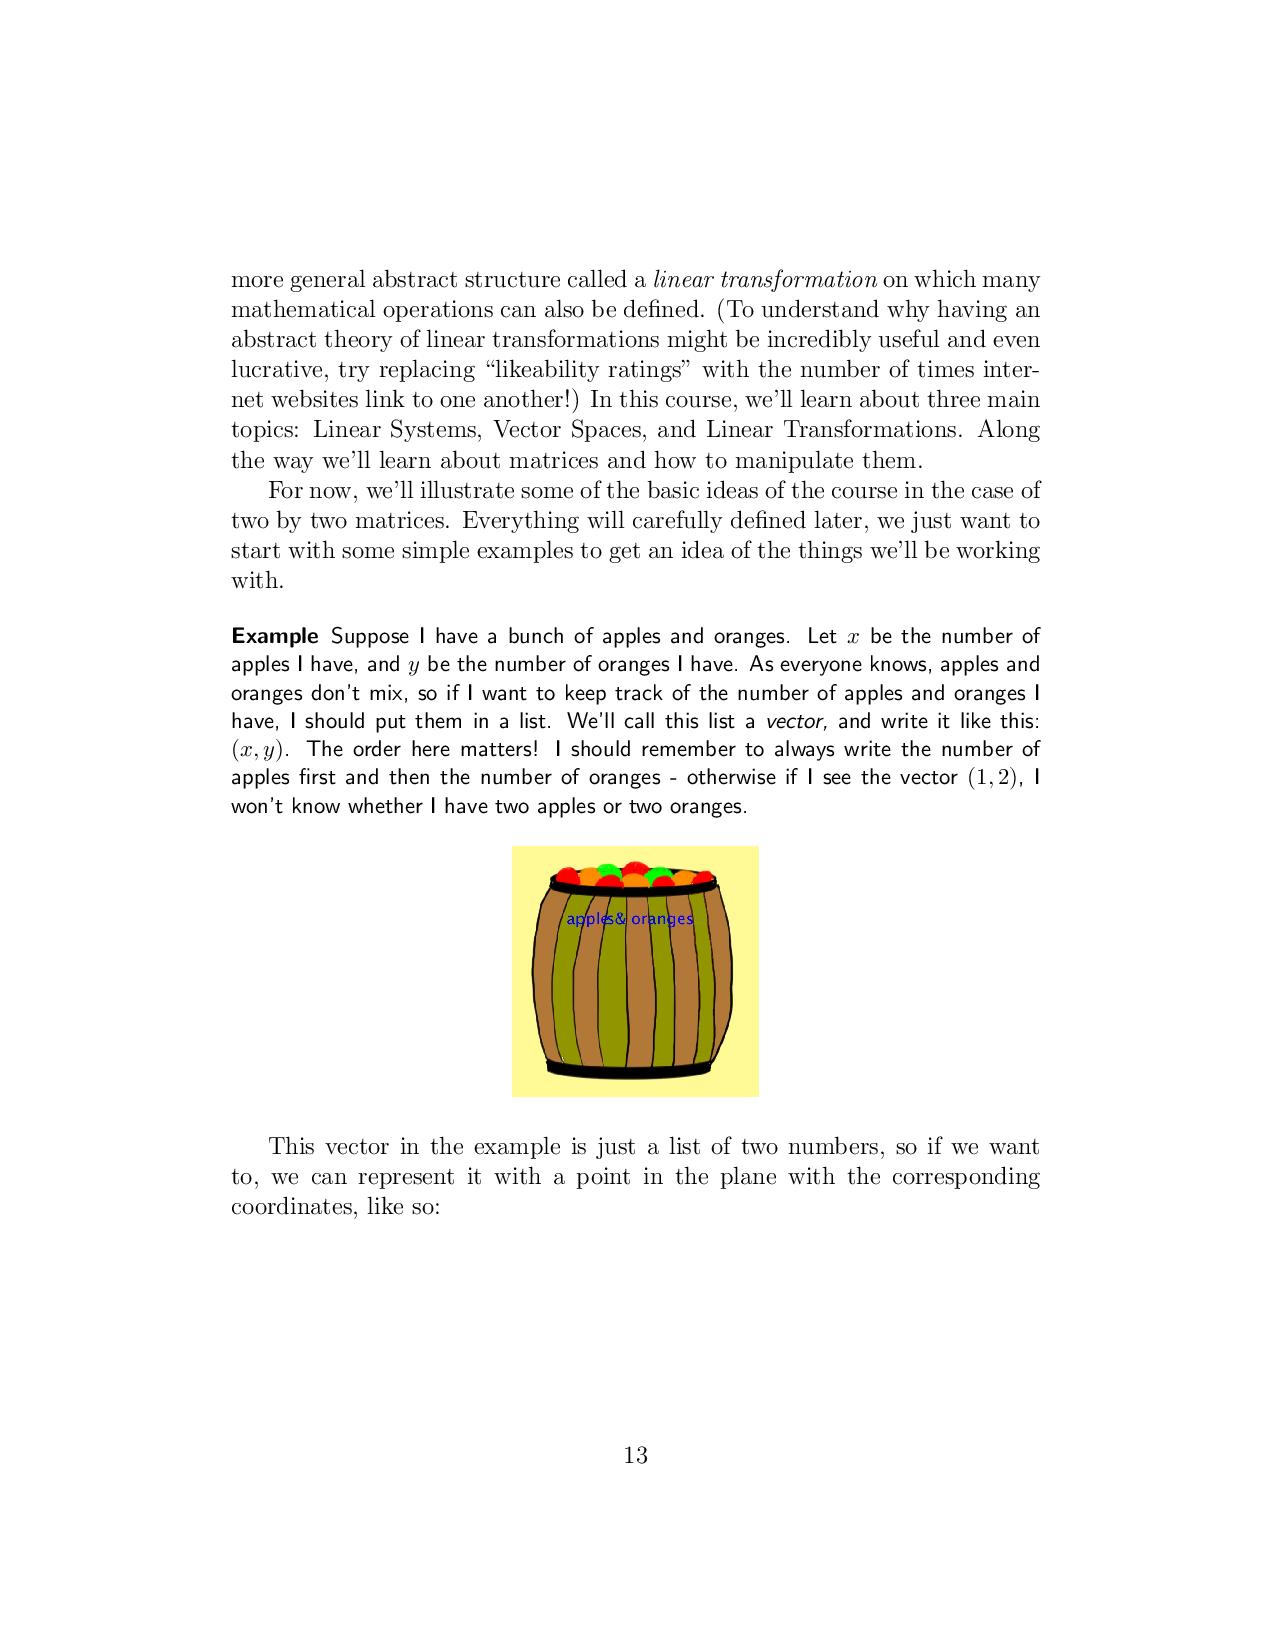 more general abstract structure called a linear transformation on which many
mathematical operations can also be defined. (To understand why having an
abstract theory of linear transformations might be incredibly useful and even
lucrative, try replacing “likeability ratings” with the number of times inter-
net websites link to one another!) In this course, we’ll learn about three main
topics: Linear Systems, Vector Spaces, and Linear Transformations. Along
the way we’ll learn about matrices and how to manipulate them.
For now, we’ll illustrate some of the basic ideas of the course in the case of
two by two matrices. Everything will carefully defined later, we just want to
start with some simple examples to get an idea of the things we’ll be working
with.
Example Suppose I have a bunch of apples and oranges. Let x be the number of
apples I have, and y be the number of oranges I have. As everyone knows, apples and
oranges don’t mix, so if I want to keep track of the number of apples and oranges I
have, I should put them in a list. We’ll call this list a vector, and write it like this:
(x, y). The order here matters! I should remember to always write the number of
apples first and then the number of oranges - otherwise if I see the vector (1, 2), I
won’t know whether I have two apples or two oranges.
apples& oranges
This vector in the example is just a list of two numbers, so if we want
to, we can represent it with a point in the plane with the corresponding
coordinates, like so:
13